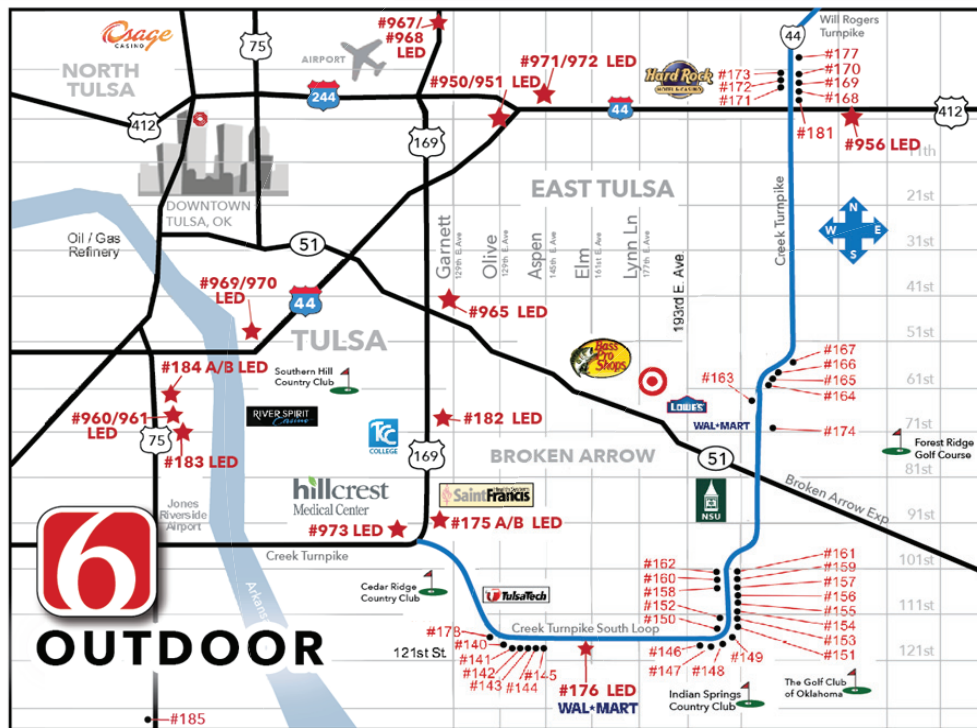 Osage
CASINO
NORTH
TULSA
75
AIRPORT
#967/
#968
LED
#950/951 LED
#971/972 LED
Hard Rock
HOTEL & CASINO
44
Will Rogers
Turnpike
#177
#173
#172
#171
#170
#169
#168
#181
412
244
44
412
#956 LED
169
11th
DOWNTOWN
TULSA, OK
EAST TULSA
21st
Oil / Gas
Refinery
51
Garnett
129th E. Ave
Olive
129th E. Ave
Aspen
145th E. Ave
Elm
161st E. Ave
Lynn Ln
177th E. Ave
193rd E. Ave.
Creek Turnpike
N
W E
S
31st
#969/970
LED
44
#965 LED
41st
TULSA
51st
Bass
Pro
Shops
#167
#166
#165
#164
#184 A/B LED
Southern Hill
Country Club
#163
61st
LOWE'S
WAL*MART
#960/961
LED
75
#183 LED
RIVER SPIRIT
Casino
TCC
COLLEGE
#182 LED
#174
71st
Forest Ridge
Golf Course
169
BROKEN ARROW
51
81st
Broken Arrow Exp
Jones
Riverside
Airport
hillcrest
Medical Center
SaintFrancis
NSU
#973 LED
#175 A/B LED
91st
6
Creek Turnpike
101st
#162
#160
#158
#161
#159
#157
#156
#155
#154
#153
#151
Arkans
Cedar Ridge
Country Club
TulsaTech
#152
#150
111st
OUTDOOR
#178
Creek Turnpike South Loop
121st St.
#140
#141
#142
#143
#144
#145
#146
#147
#148
#149
121st
#176 LED
WAL*MART
Indian Springs
Country Club
The Golf Club
of Oklahoma
#185